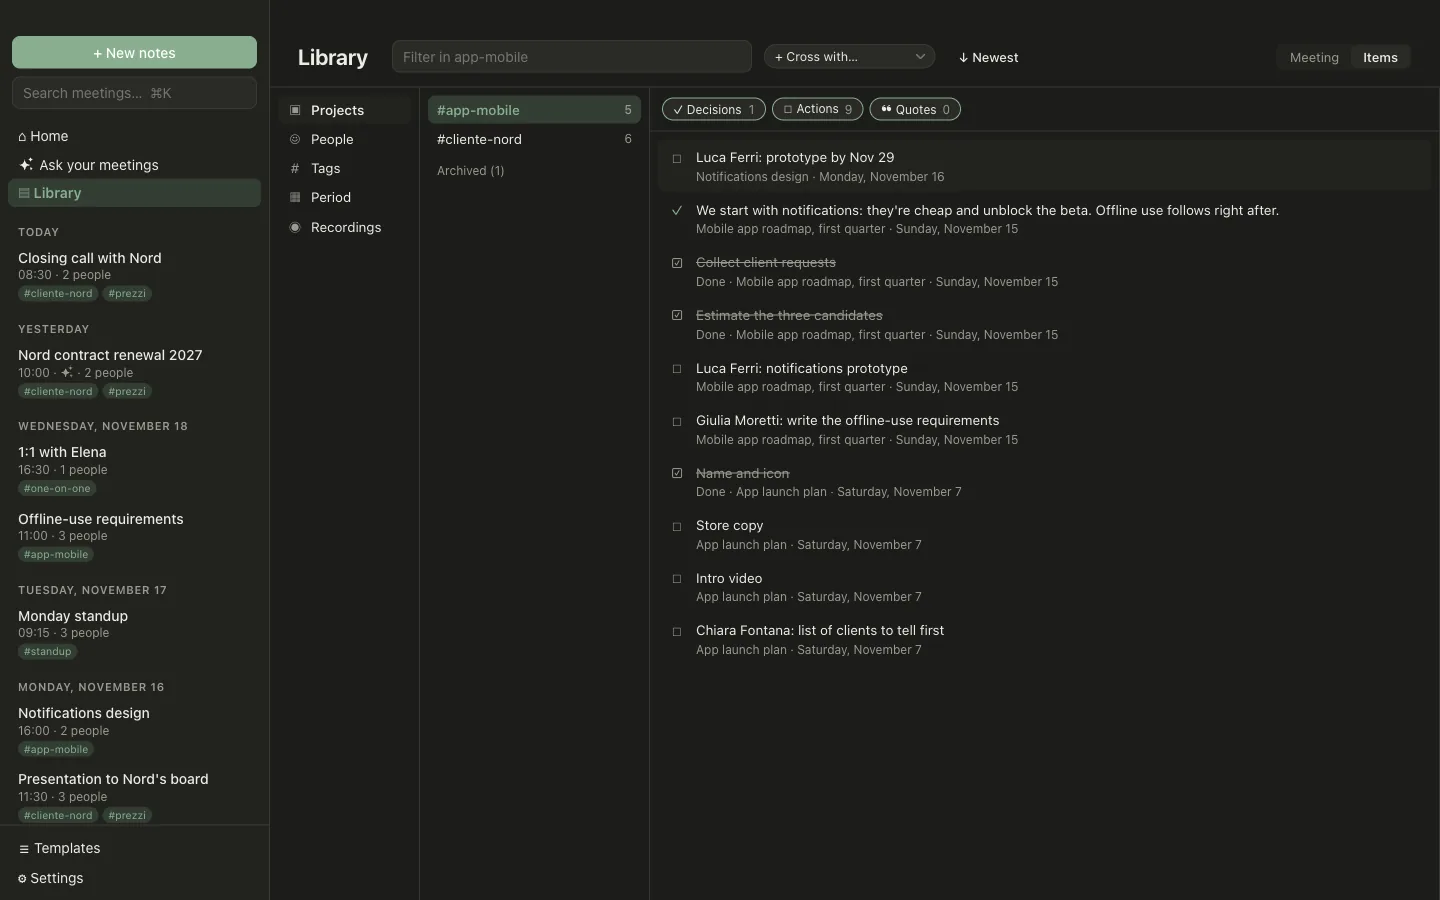 + New notes
Search meetings... ⌘K
Home
Ask your meetings
Library
TODAY
Closing call with Nord
08:30 · 2 people
#cliente-nord #prezzi
YESTERDAY
Nord contract renewal 2027
10:00 · ✨ · 2 people
#cliente-nord #prezzi
WEDNESDAY, NOVEMBER 18
1:1 with Elena
16:30 · 1 people
#one-on-one
Offline-use requirements
11:00 · 3 people
#app-mobile
TUESDAY, NOVEMBER 17
Monday standup
09:15 · 3 people
#standup
MONDAY, NOVEMBER 16
Notifications design
16:00 · 2 people
#app-mobile
Presentation to Nord's board
11:30 · 3 people
#cliente-nord #prezzi
Templates
Settings
Library
Filter in app-mobile
+ Cross with...
↓ Newest
Meeting Items
Projects
People
# Tags
Period
Recordings
#app-mobile 5
#cliente-nord 6
Archived (1)
✓ Decisions 1
□ Actions 9
❝ Quotes 0
Luca Ferri: prototype by Nov 29
Notifications design · Monday, November 16
We start with notifications: they're cheap and unblock the beta. Offline use follows right after.
Mobile app roadmap, first quarter · Sunday, November 15
Collect client requests
Done · Mobile app roadmap, first quarter · Sunday, November 15
Estimate the three candidates
Done · Mobile app roadmap, first quarter · Sunday, November 15
Luca Ferri: notifications prototype
Mobile app roadmap, first quarter · Sunday, November 15
Giulia Moretti: write the offline-use requirements
Mobile app roadmap, first quarter · Sunday, November 15
Name and icon
Done · App launch plan · Saturday, November 7
Store copy
App launch plan · Saturday, November 7
Intro video
App launch plan · Saturday, November 7
Chiara Fontana: list of clients to tell first
App launch plan · Saturday, November 7